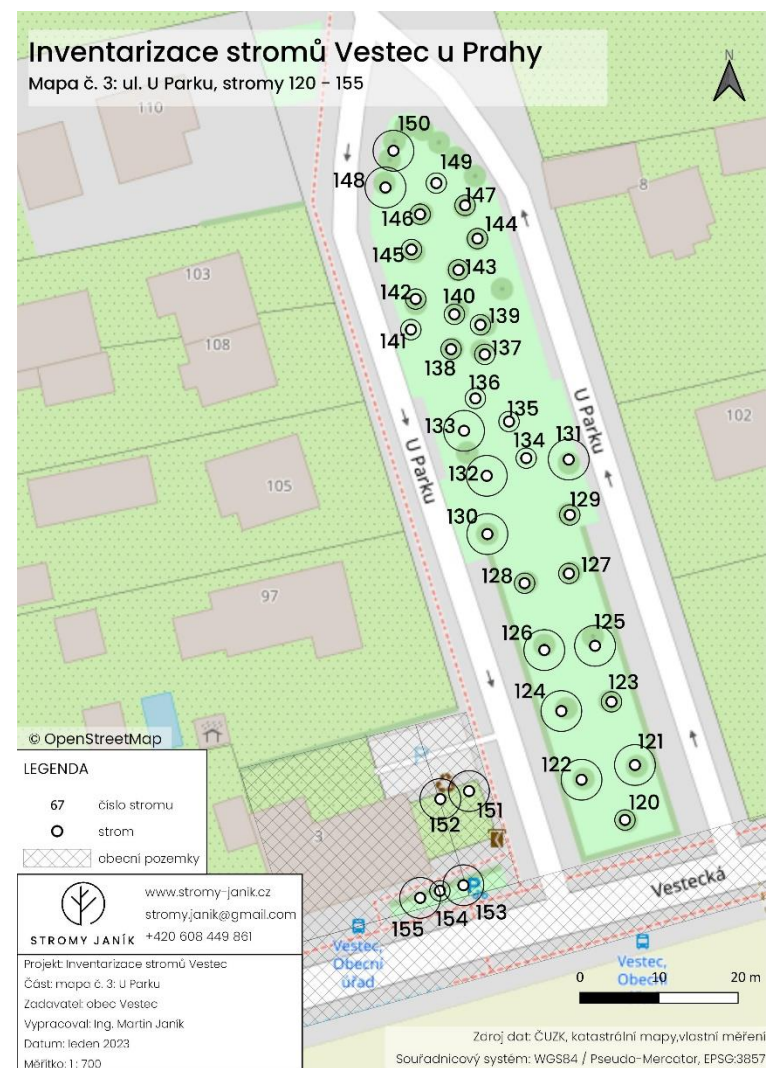 Inventarizace stromů Vestec u Prahy
Mapa č. 3: ul. U Parku, stromy 120 - 155
N
110
150
8
148
149
147
146
144
145
103
143
142
140
139
141
108
138
137
136
U Parku
102
135
133
134
131
U Parku
132
105
129
130
127
128
97
125
126
123
124
© OpenStreetMap
P
121
122
LEGENDA
67 číslo stromu
strom
obecní pozemky
151
152
120
3
Vestecká
P
153
154
155
www.stromy-janik.cz
stromy.janik@gmail.com
+420 608 449 861
STROMY JANÍK
Vestec,
Obecní
úřad
Vestec,
Obecní
0 10 20 m
Projekt: Inventarizace stromů Vestec
Část: mapa č. 3: U Parku
Zadavatel: obec Vestec
Vypracoval: Ing. Martin Janík
Datum: leden 2023
Měřítko: 1 : 700
Zdroj dat: ČUZK, katastrální mapy,vlastní měření
Souřadnicový systém: WGS84 / Pseudo-Mercator, EPSG:3857